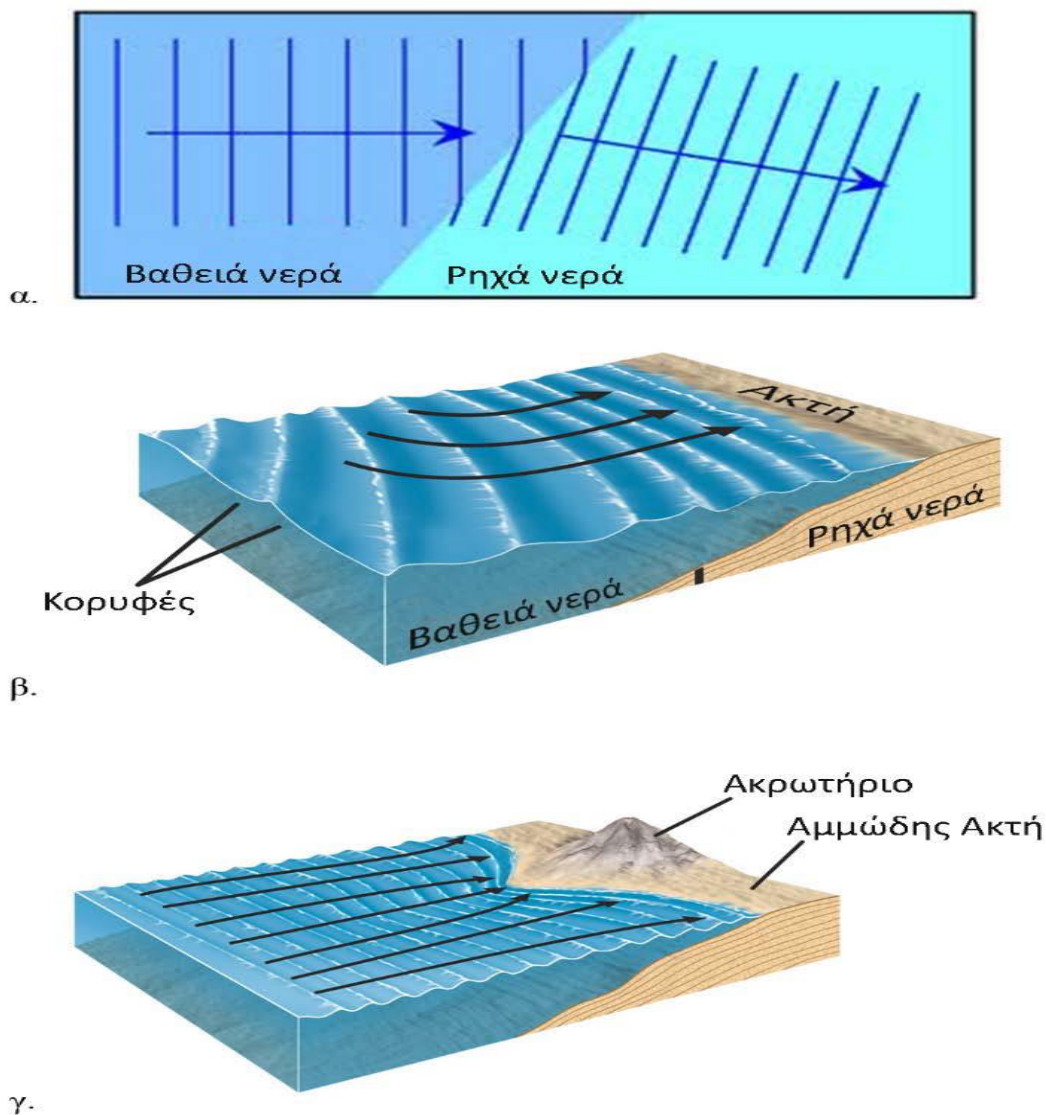 Βαθειά νερά
Ρηχά νερά
α.
Ακτή
Ρηχά νερά
Βαθειά νερά
Κορυφές
β.
Ακρωτήριο
Αμμώδης Ακτή
γ.